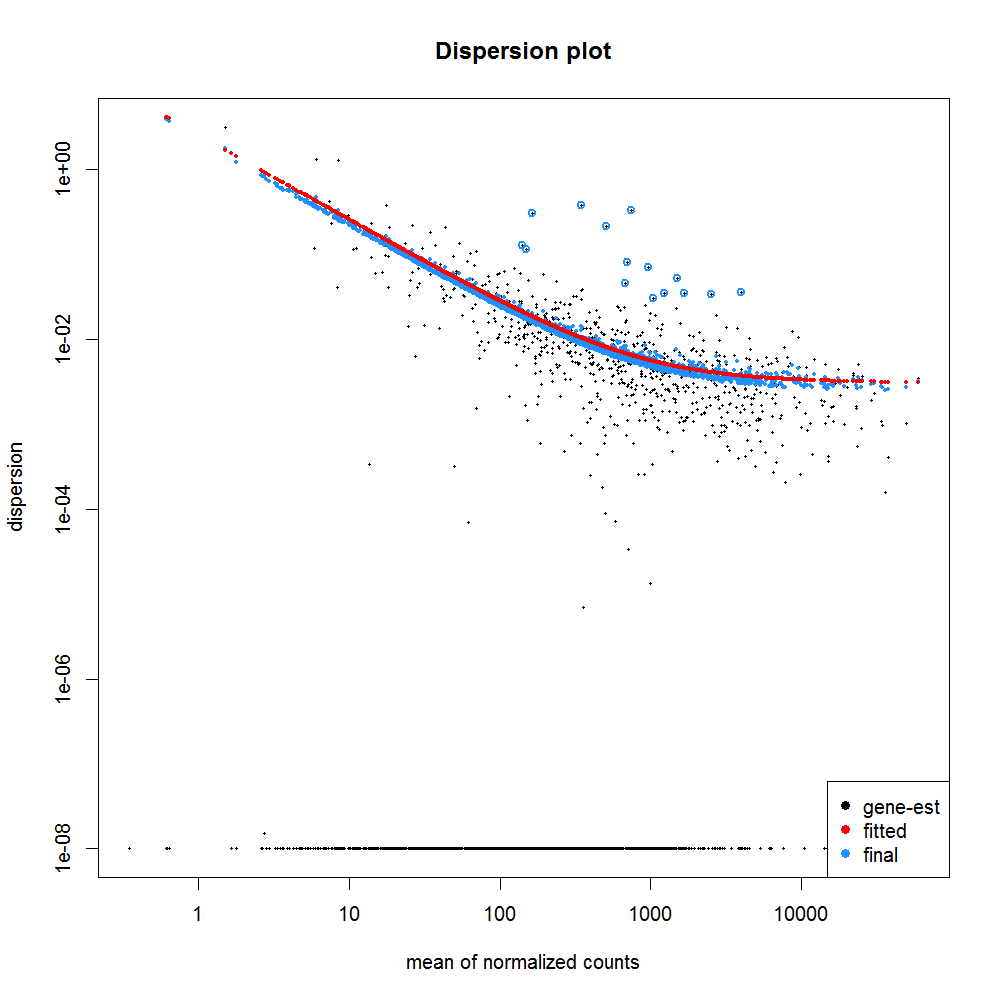 Dispersion plot
1e+00
1e-02
1e-04
1e-06
1e-08
dispersion
gene-est
fitted
final
1
10
100
1000
10000
mean of normalized counts